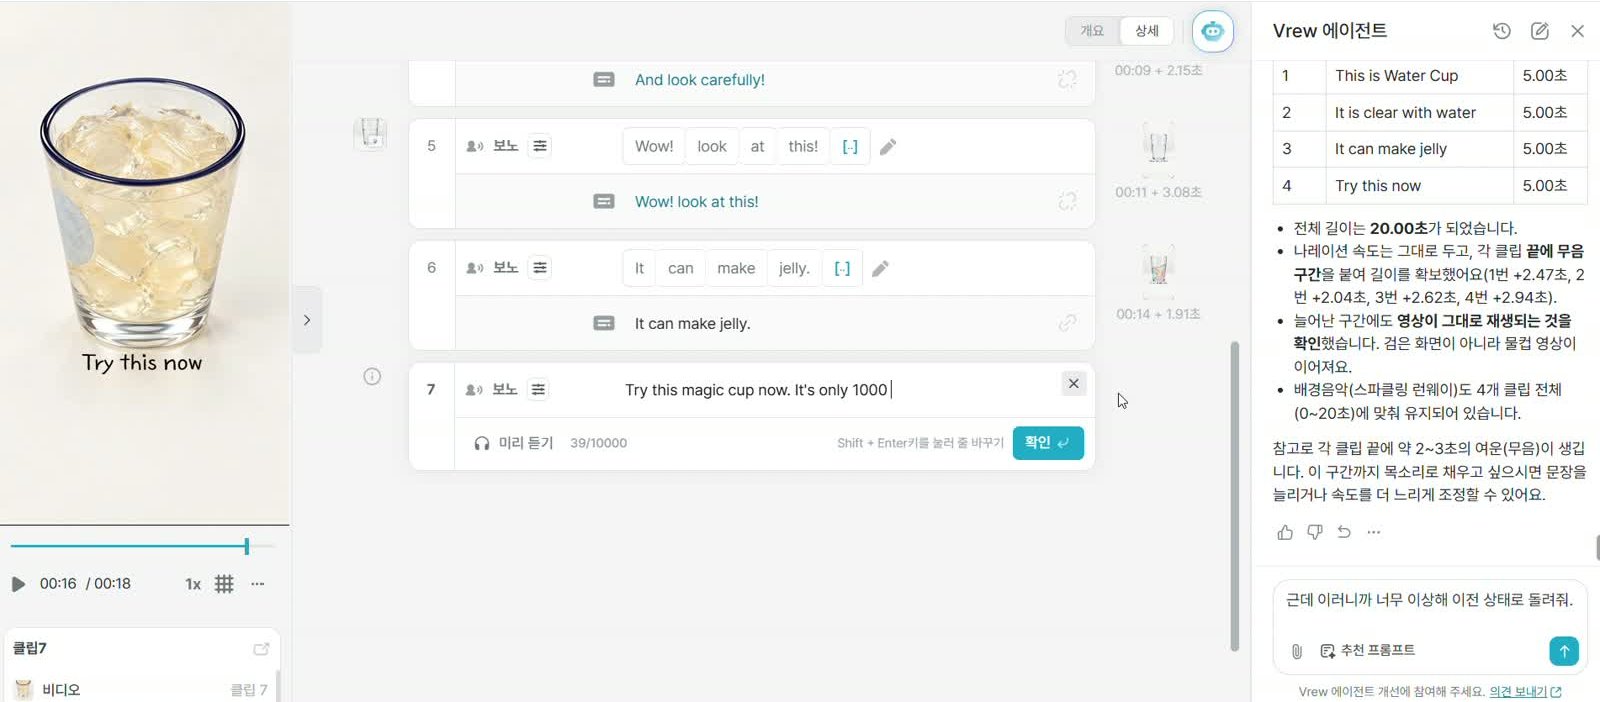 Try this now
00:16 / 00:18
1x
클립7
비디오
클립 7
개요
상세
And look carefully!
00:09 + 2.15초
5
보노
Wow! look at this! [..]
Wow! look at this!
00:11 + 3.08초
6
보노
It can make jelly. [..]
It can make jelly.
00:14 + 1.91초
7
보노
Try this magic cup now. It's only 1000
미리 듣기
39/10000
Shift + Enter키를 눌러 줄 바꾸기
확인
Vrew 에이전트
1 This is Water Cup 5.00초
2 It is clear with water 5.00초
3 It can make jelly 5.00초
4 Try this now 5.00초
• 전체 길이는 20.00초가 되었습니다.
• 나레이션 속도는 그대로 두고, 각 클립 끝에 무음
구간을 붙여 길이를 확보했어요(1번 +2.47초, 2
번 +2.04초, 3번 +2.62초, 4번 +2.94초).
• 늘어난 구간에도 영상이 그대로 재생되는 것을
확인했습니다. 검은 화면이 아니라 물컵 영상이
이어져요.
• 배경음악(스파클링 런웨이)도 4개 클립 전체
(0~20초)에 맞춰 유지되어 있습니다.
참고로 각 클립 끝에 약 2~3초의 여운(무음)이 생깁
니다. 이 구간까지 목소리로 채우고 싶으시면 문장을
늘리거나 속도를 더 느리게 조정할 수 있어요.
근데 이러니까 너무 이상해 이전 상태로 돌려줘.
추천 프롬프트
Vrew 에이전트 개선에 참여해 주세요. 의견 보내기